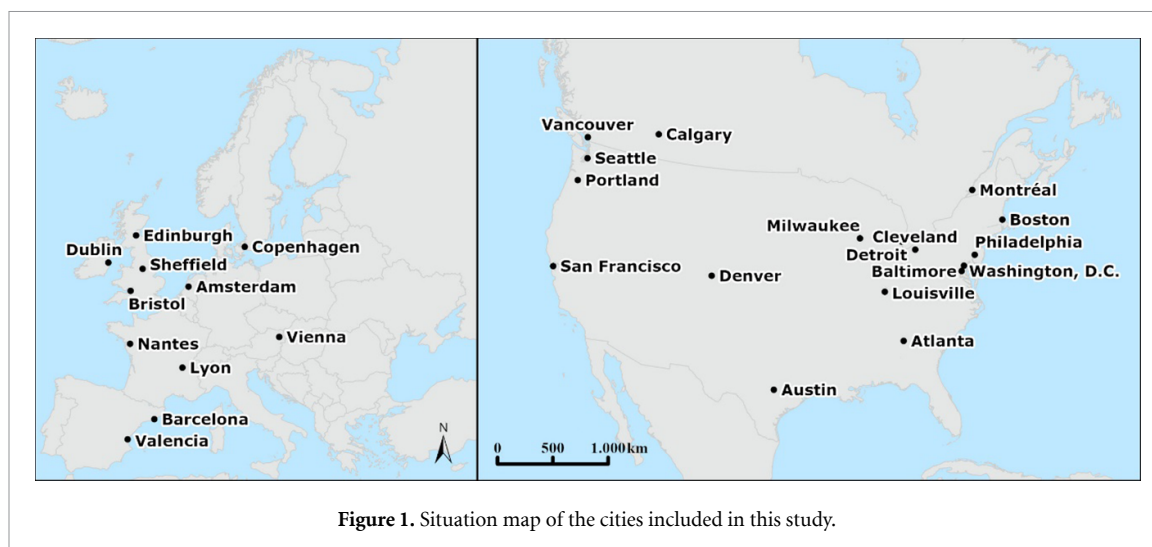 Edinburgh
Dublin
Copenhagen
Sheffield
Amsterdam
Bristol
Vienna
Nantes
Lyon
Barcelona
Valencia
N
Vancouver
Calgary
Seattle
Portland
Montréal
Boston
Milwaukee
Cleveland
Philadelphia
Detroit
San Francisco
Denver
Baltimore
Washington, D.C.
Louisville
Atlanta
Austin
0 500 1.000 km
Figure 1. Situation map of the cities included in this study.